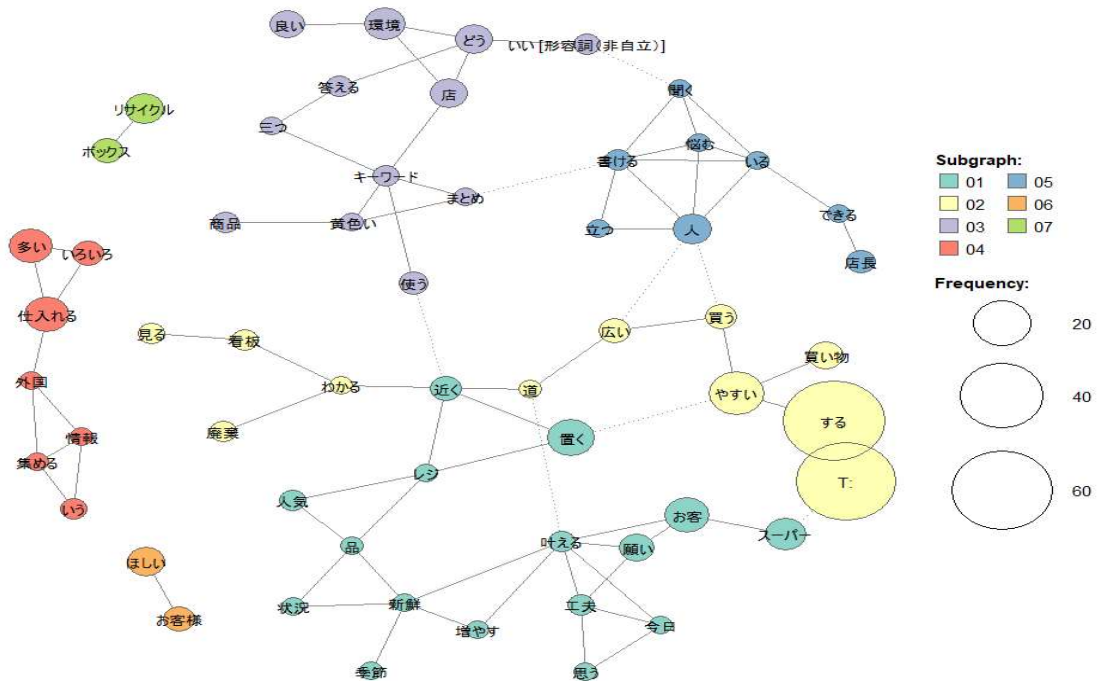 良い
環境
どう
いい[形容詞(非自立)]
答える
店
聞く
リサイクル
三つ
悩む
ボックス
書ける
いる
キーワード
まとめ
商品
黄色い
立つ
人
できる
店長
多い
いろいろ
使う
仕入れる
見る
看板
広い
買う
買い物
外国
わかる
近く
道
やすい
する
廃棄
置く
情報
集める
レジ
T:
いう
人気
お客
スーパー
品
叶える
願い
ほしい
お客様
状況
新鮮
増やす
工夫
今日
季節
思う
Subgraph:
01
05
02
06
03
07
04
Frequency:
20
40
60